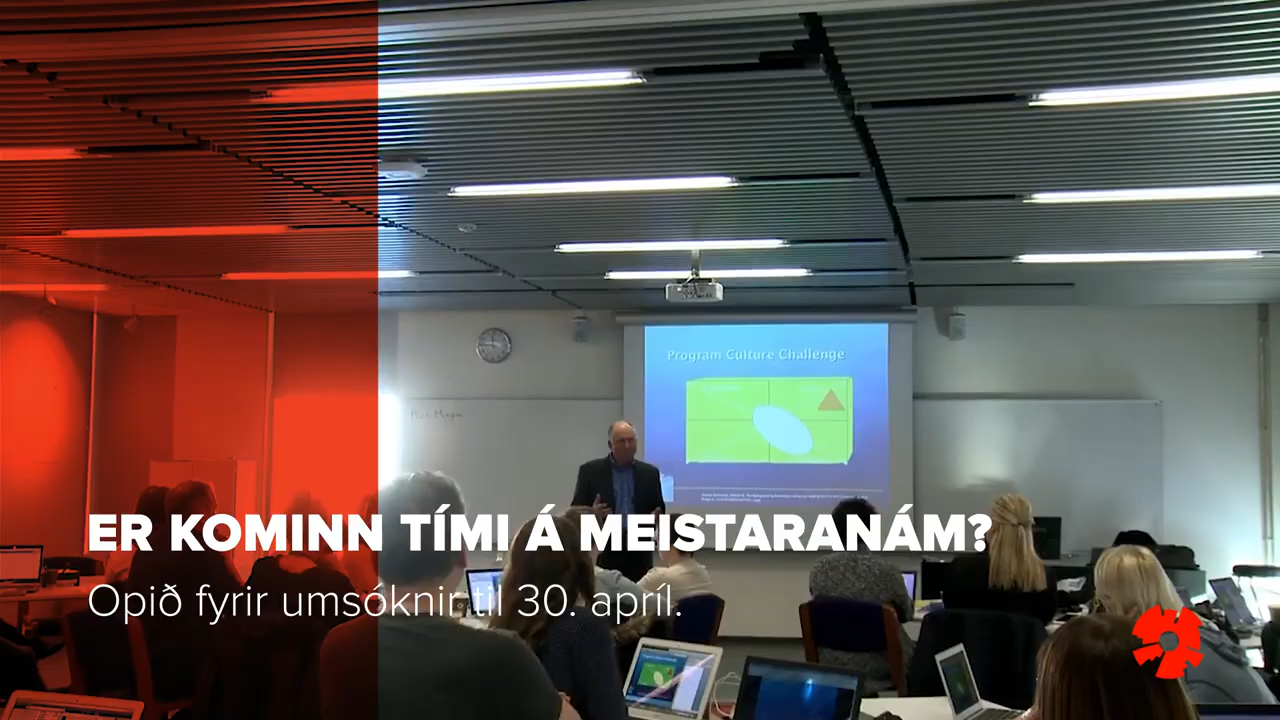 Program Culture Challenge
ER KOMINN TÍMI Á MEISTARANÁM?
Opið fyrir umsóknir til 30. apríl.